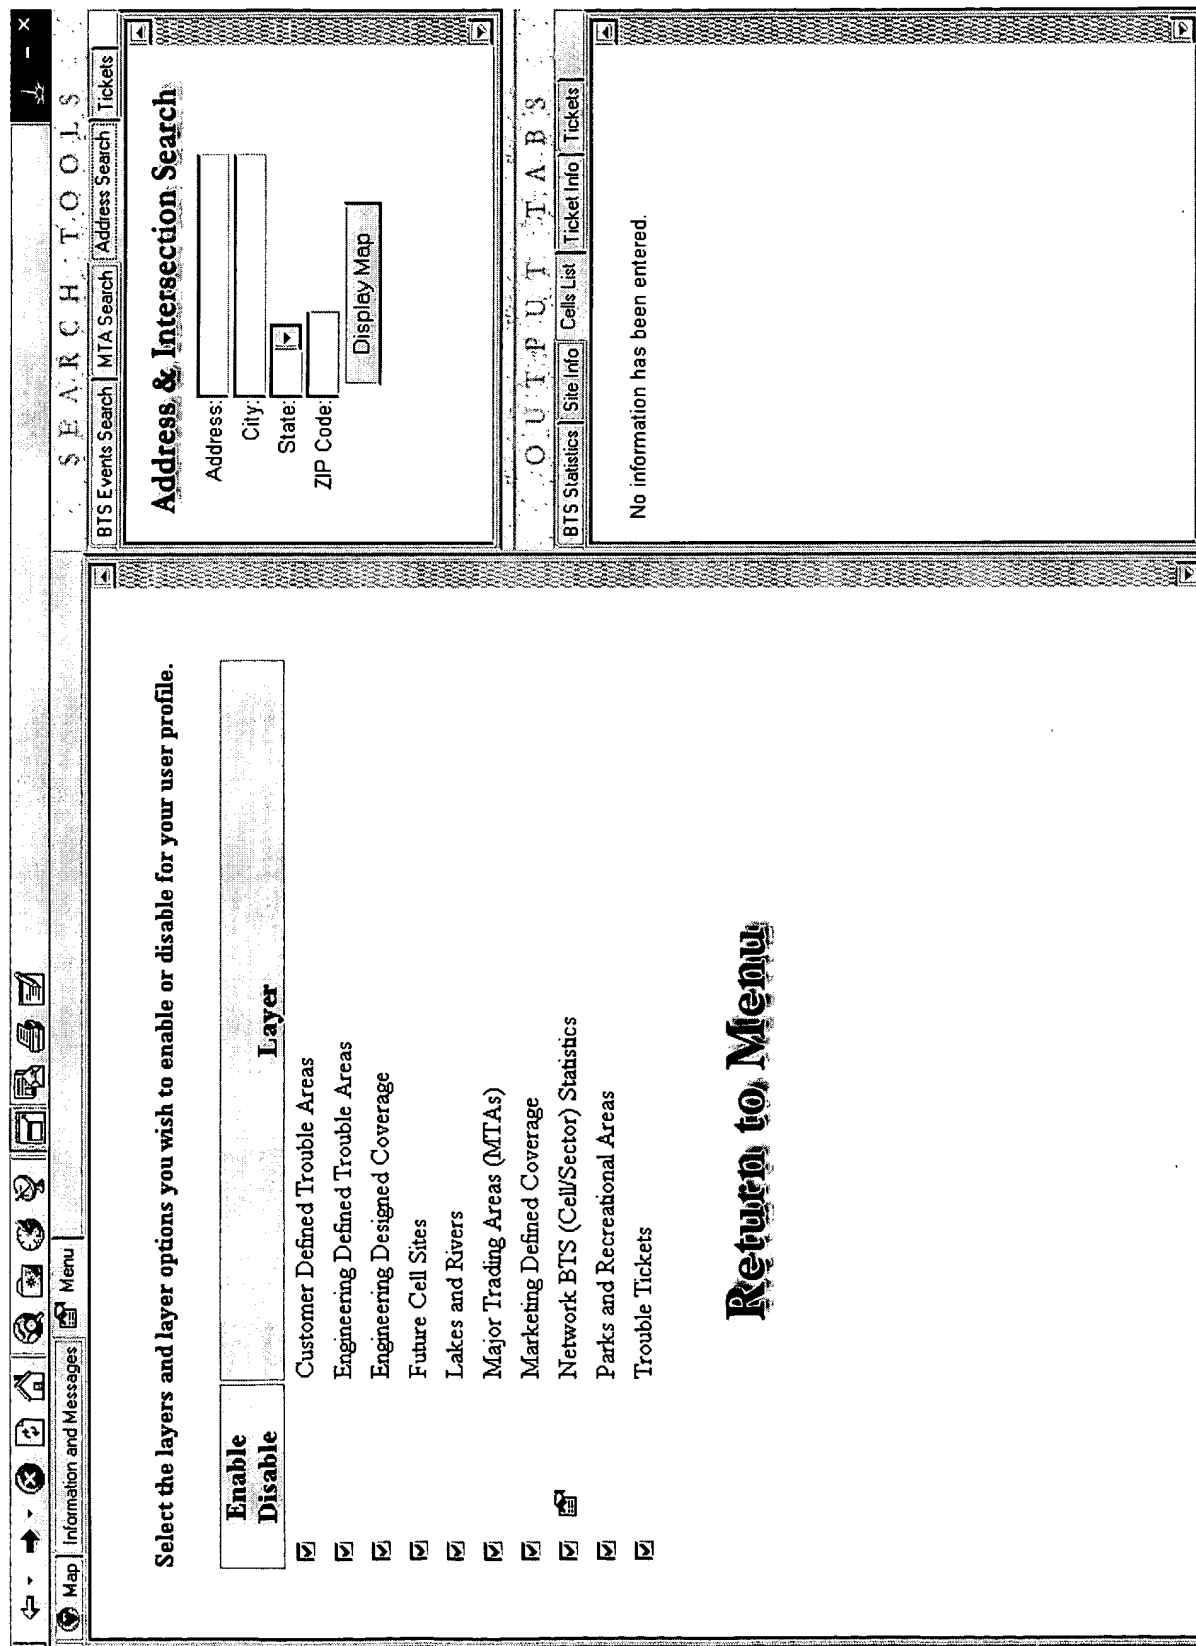 Map
Information and Messages
Menu
Select the layers and layer options you wish to enable or disable for your user profile.
Enable
Disable
Layer
Customer Defined Trouble Areas
Engineering Defined Trouble Areas
Engineering Designed Coverage
Future Cell Sites
Lakes and Rivers
Major Trading Areas (MTAs)
Marketing Defined Coverage
Network BTS (Cell/Sector) Statistics
Parks and Recreational Areas
Trouble Tickets
Return to Menu
SEARCH TOOLS
BTS Events Search
MTA Search
Address Search
Tickets
Address & Intersection Search
Address:
City:
State:
ZIP Code:
Display Map
OUTPUT TABS
BTS Statistics
Site Info
Cells List
Ticket Info
Tickets
No information has been entered.